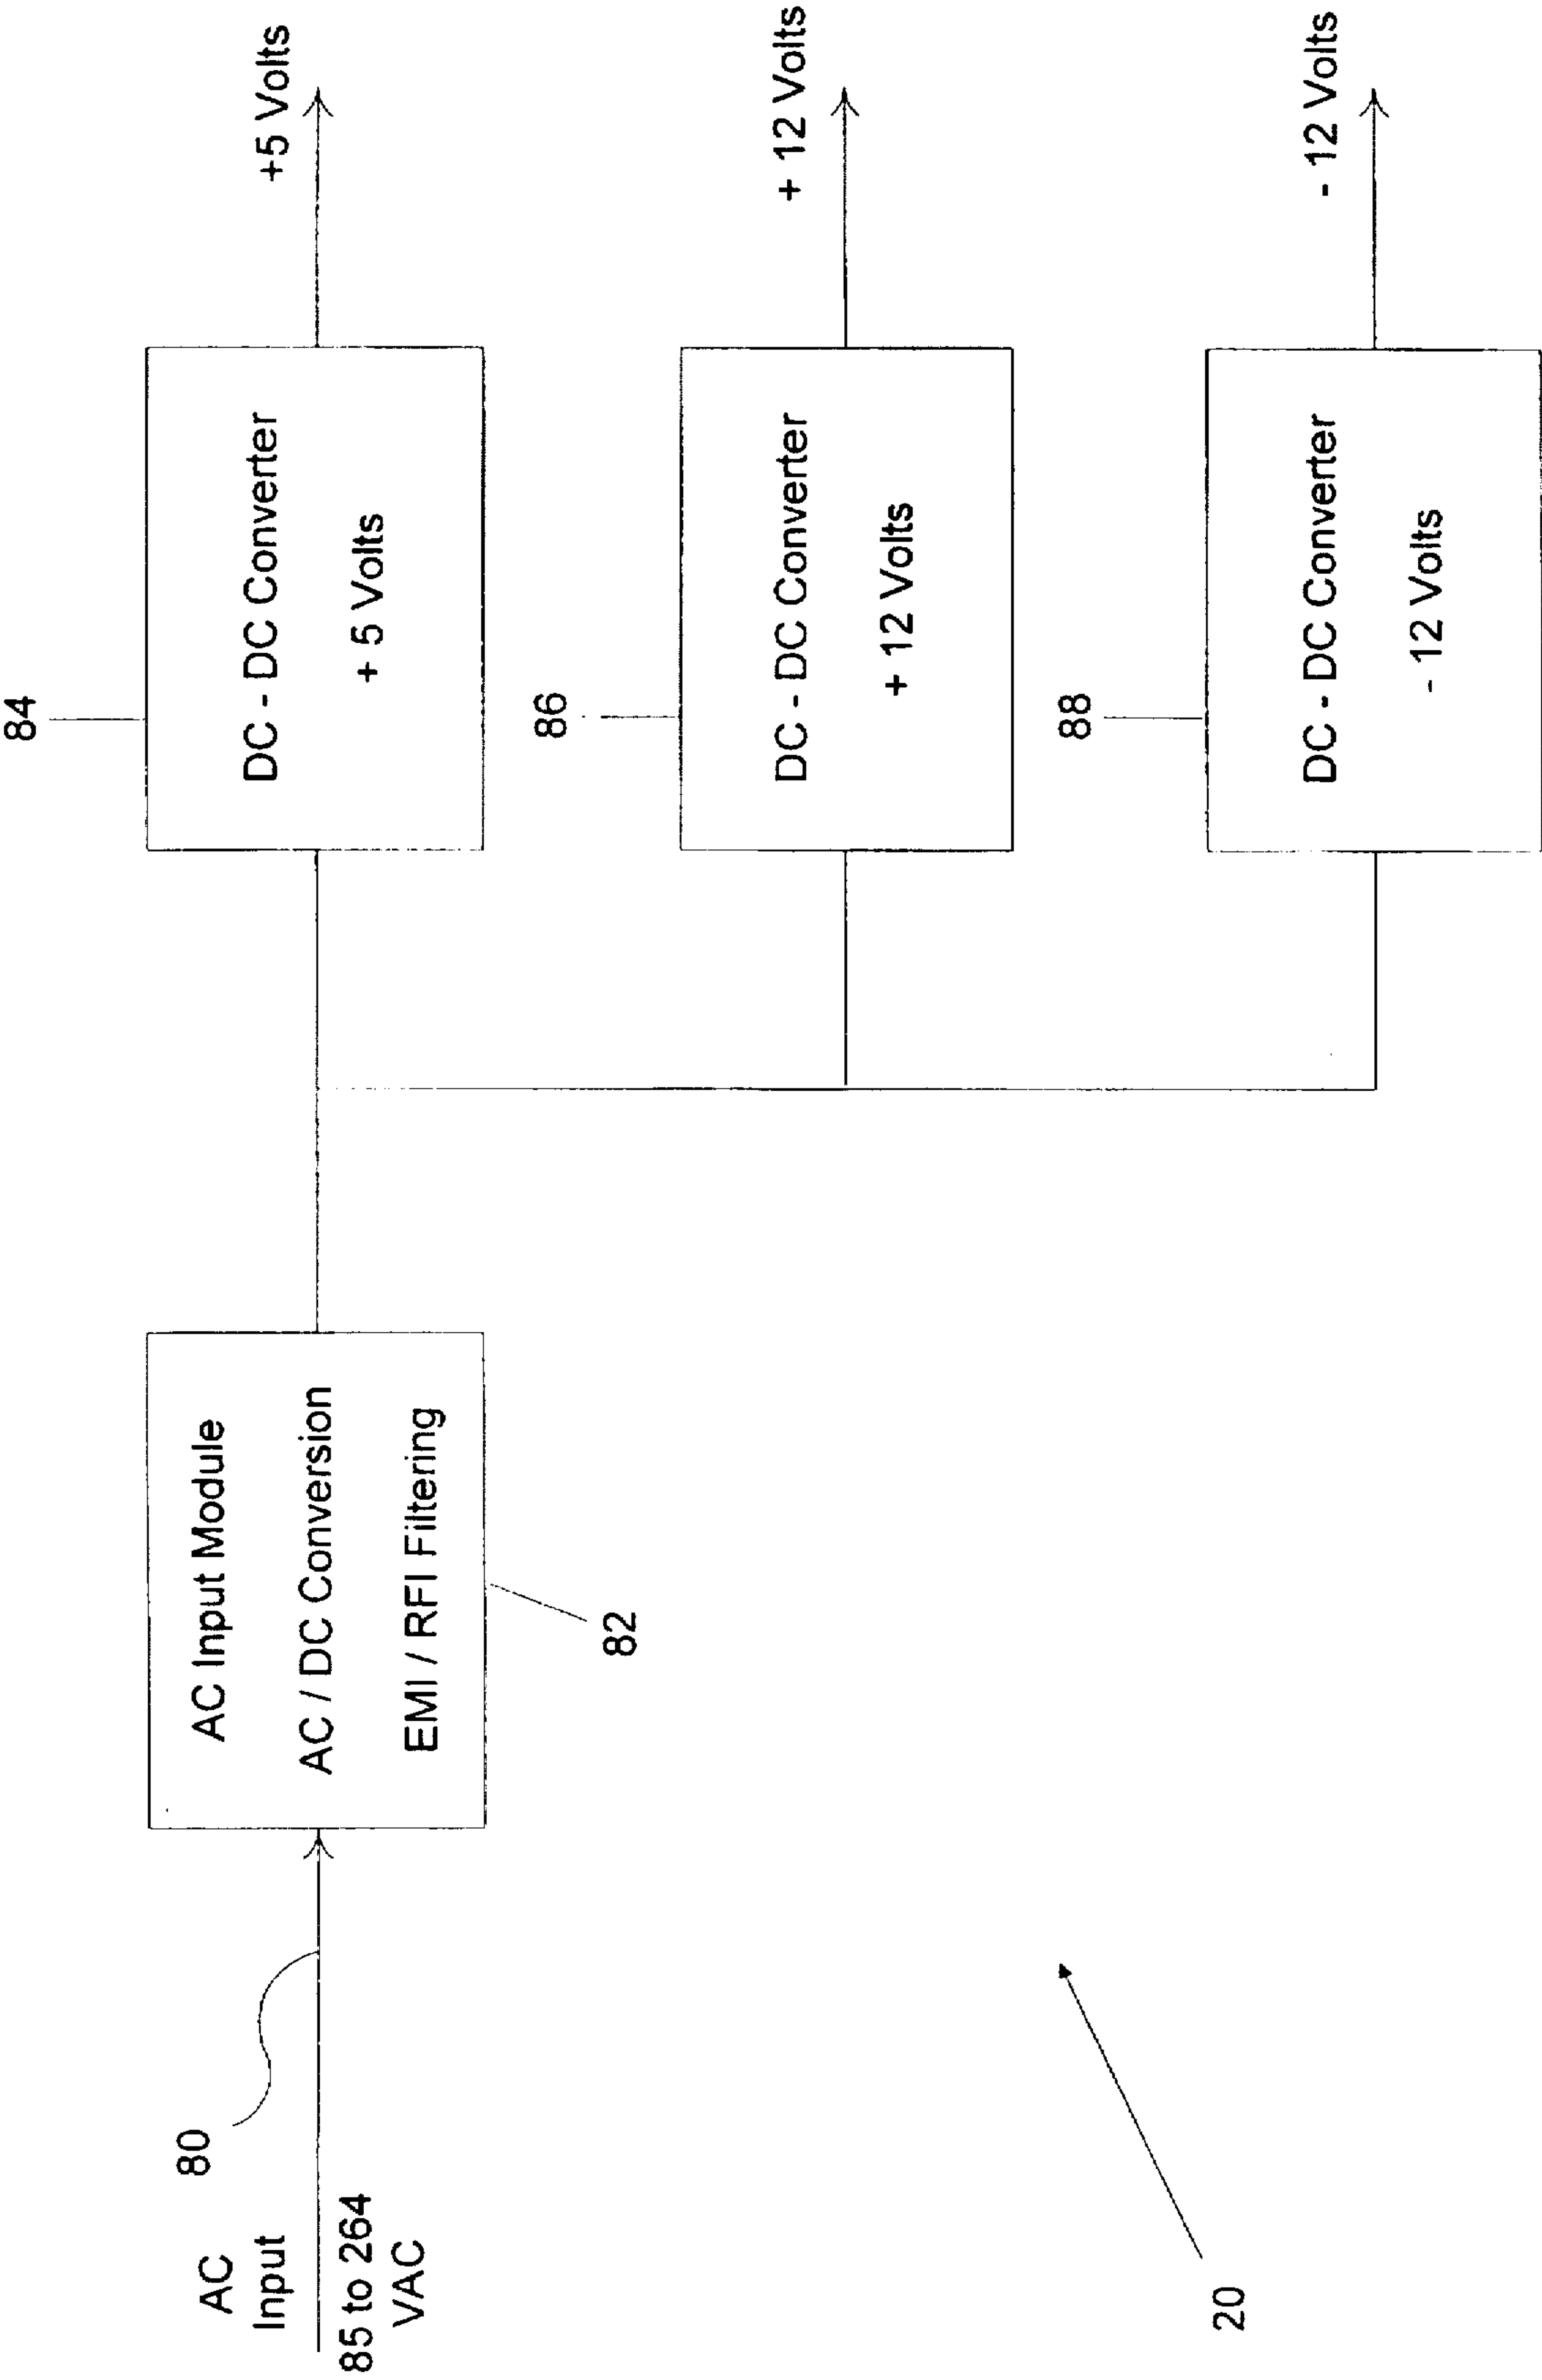 84
DC - DC Converter
+ 5 Volts
+5 Volts
AC
Input
80
85 to 264
VAC
AC Input Module
AC / DC Conversion
EMI / RFI Filtering
82
86
DC - DC Converter
+ 12 Volts
+ 12 Volts
88
DC - DC Converter
- 12 Volts
- 12 Volts
20